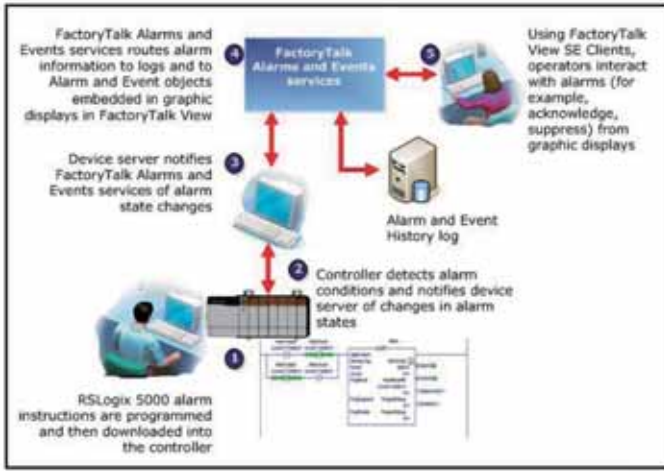 FactoryTalk Alarms and
Events services routes alarm
information to logs and to
Alarm and Event objects
embedded in graphic
displays in FactoryTalk View
4
FactoryTalk
Alarms and Events
services
5
Using FactoryTalk
View SE Clients,
operators interact
with alarms (for
example,
acknowledge,
suppress) from
graphic displays
Device server notifies
FactoryTalk Alarms and
Events services of alarm
state changes
3
Alarm and Event
History log
2
Controller detects alarm
conditions and notifies device
server of changes in alarm
states
1
RSLogix 5000 alarm
instructions are programmed
and then downloaded into
the controller